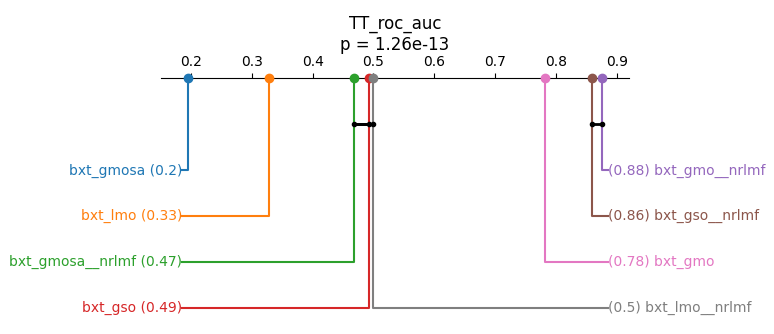 TT_roc_auc
p = 1.26e-13
0.2 0.3 0.4 0.5 0.6 0.7 0.8 0.9
bxt_gmosa (0.2) (0.88) bxt_gmo__nrlmf
bxt_lmo (0.33) (0.86) bxt_gso__nrlmf
bxt_gmosa__nrlmf (0.47) (0.78) bxt_gmo
bxt_gso (0.49) (0.5) bxt_lmo__nrlmf